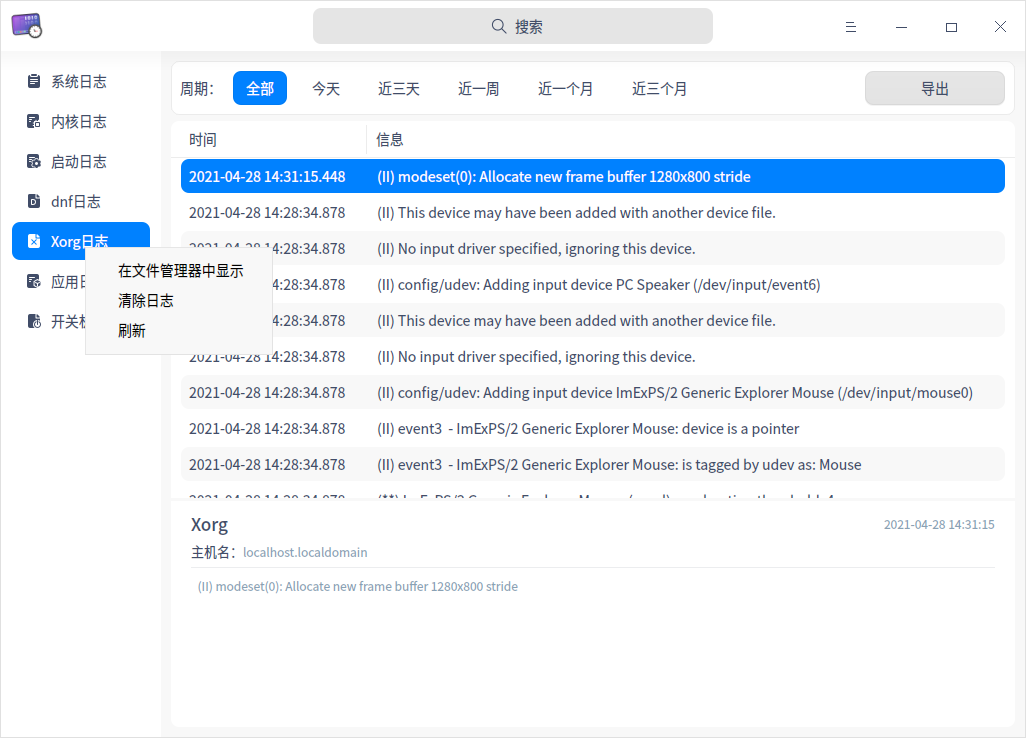 搜索
系统日志
内核日志
启动日志
dnf日志
Xorg日志
应用日
开关
在文件管理器中显示
清除日志
刷新
周期： 全部 今天 近三天 近一周 近一个月 近三个月 导出
时间 信息
2021-04-28 14:31:15.448 (II) modeset(0): Allocate new frame buffer 1280x800 stride
2021-04-28 14:28:34.878 (II) This device may have been added with another device file.
2021-04-28 14:28:34.878 (II) No input driver specified, ignoring this device.
4:28:34.878 (II) config/udev: Adding input device PC Speaker (/dev/input/event6)
4:28:34.878 (II) This device may have been added with another device file.
2021-04-28 14:28:34.878 (II) No input driver specified, ignoring this device.
2021-04-28 14:28:34.878 (II) config/udev: Adding input device ImExPS/2 Generic Explorer Mouse (/dev/input/mouse0)
2021-04-28 14:28:34.878 (II) event3 - ImExPS/2 Generic Explorer Mouse: device is a pointer
2021-04-28 14:28:34.878 (II) event3 - ImExPS/2 Generic Explorer Mouse: is tagged by udev as: Mouse
Xorg 2021-04-28 14:31:15
主机名： localhost.localdomain
(II) modeset(0): Allocate new frame buffer 1280x800 stride